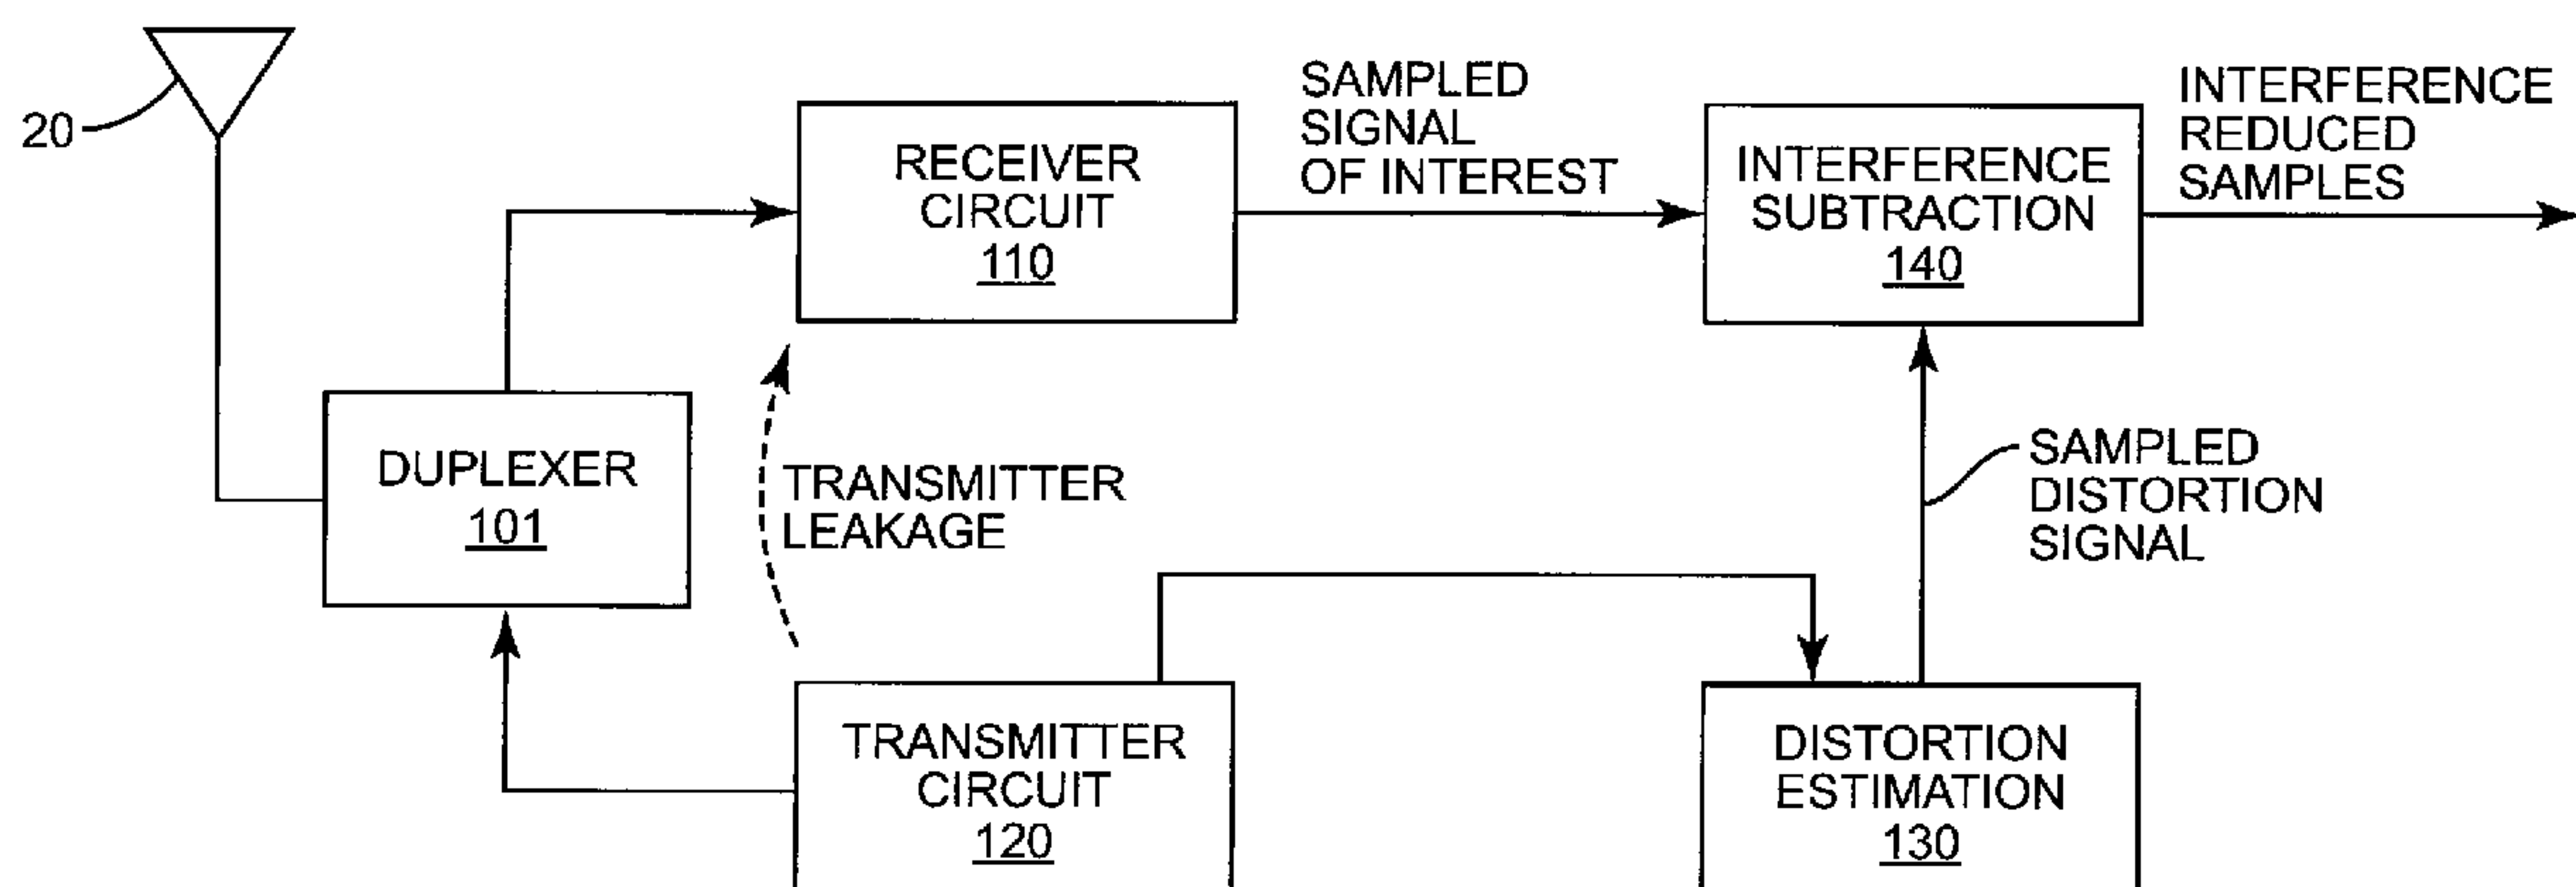 20
RECEIVER
CIRCUIT
110
SAMPLED
SIGNAL
OF INTEREST
INTERFERENCE
SUBTRACTION
140
INTERFERENCE
REDUCED
SAMPLES
DUPLEXER
101
TRANSMITTER
LEAKAGE
SAMPLED
DISTORTION
SIGNAL
TRANSMITTER
CIRCUIT
120
DISTORTION
ESTIMATION
130